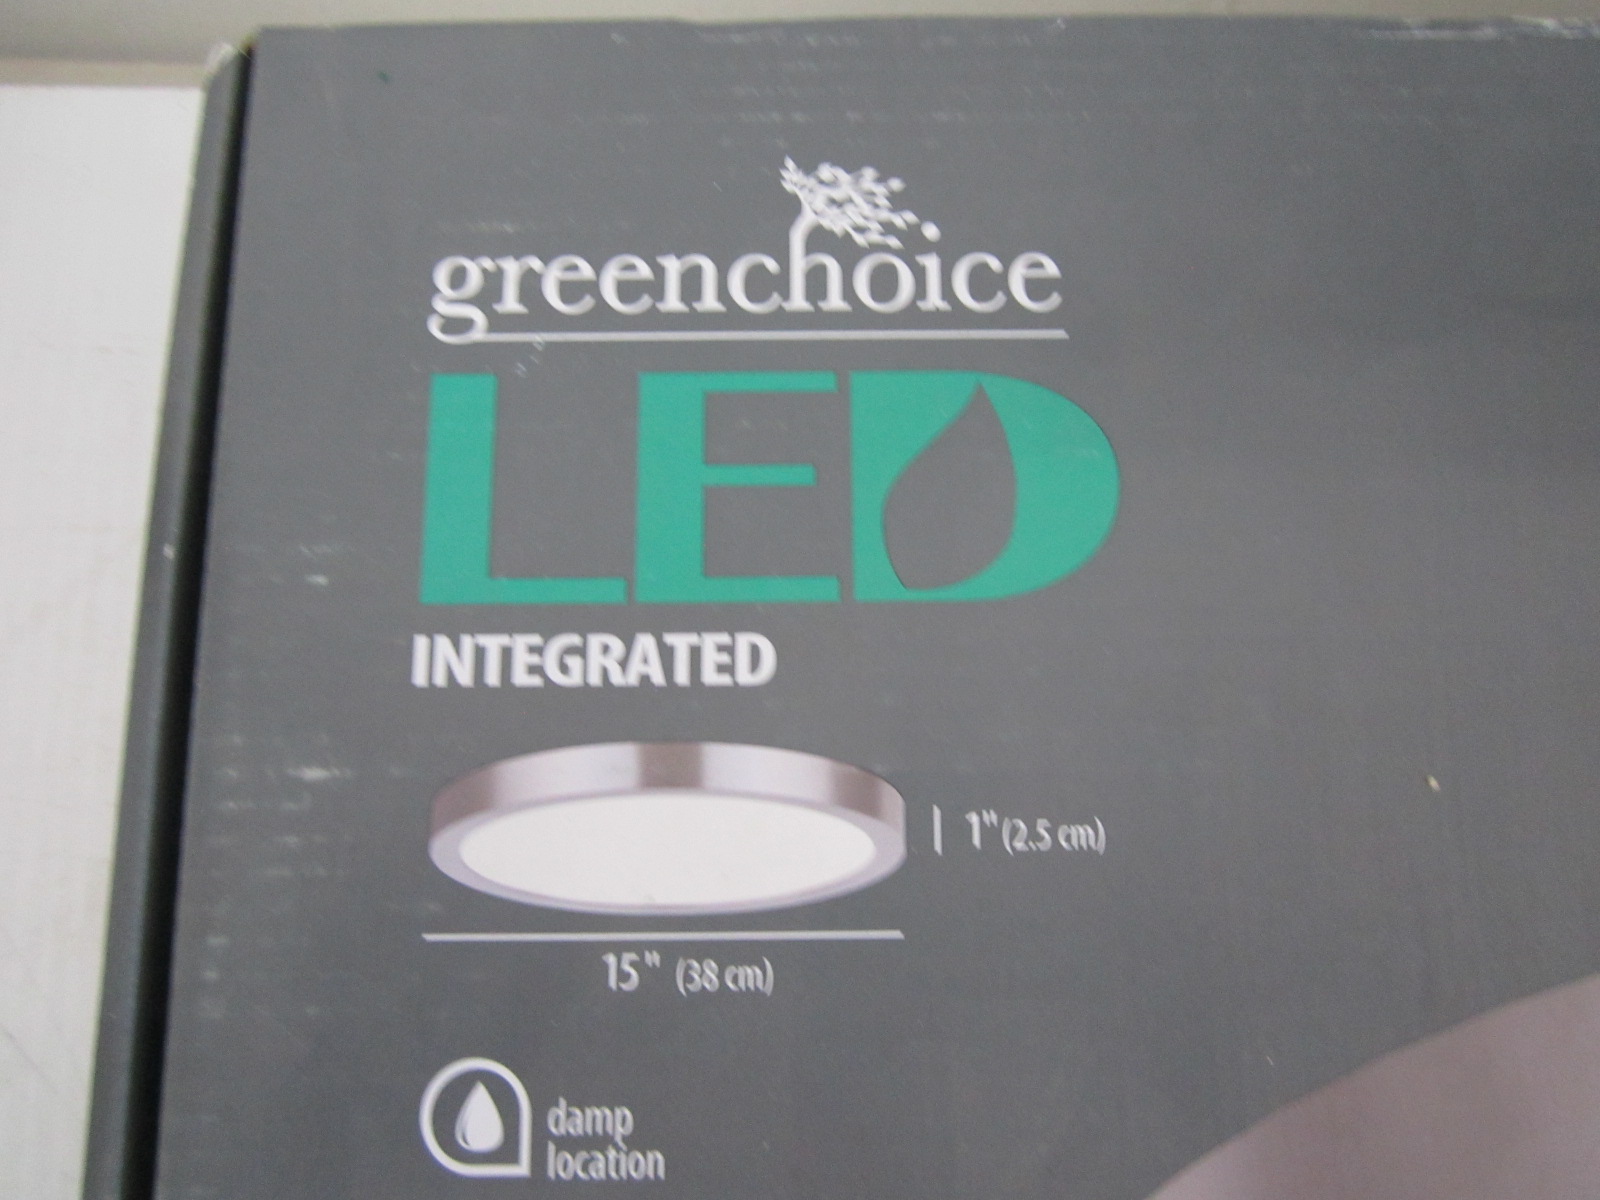 greenchoice
LED
INTEGRATED
1" (2.5 cm)
15" (38 cm)
damp
location